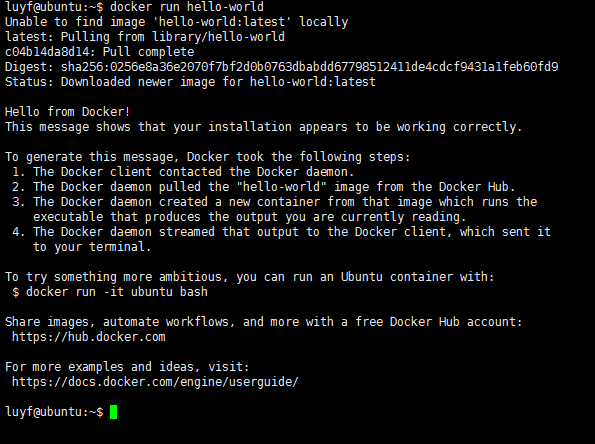 luyf@ubuntu:~$ docker run hello-world
Unable to find image 'hello-world:latest' locally
latest: Pulling from library/hello-world
c04b14da8d14: Pull complete
Digest: sha256:0256e8a36e2070f7bf2d0b0763dbabdd67798512411de4cdcf9431a1feb60fd9
Status: Downloaded newer image for hello-world:latest

Hello from Docker!
This message shows that your installation appears to be working correctly.

To generate this message, Docker took the following steps:
 1. The Docker client contacted the Docker daemon.
 2. The Docker daemon pulled the "hello-world" image from the Docker Hub.
 3. The Docker daemon created a new container from that image which runs the
    executable that produces the output you are currently reading.
 4. The Docker daemon streamed that output to the Docker client, which sent it
    to your terminal.

To try something more ambitious, you can run an Ubuntu container with:
 $ docker run -it ubuntu bash

Share images, automate workflows, and more with a free Docker Hub account:
 https://hub.docker.com

For more examples and ideas, visit:
 https://docs.docker.com/engine/userguide/

luyf@ubuntu:~$